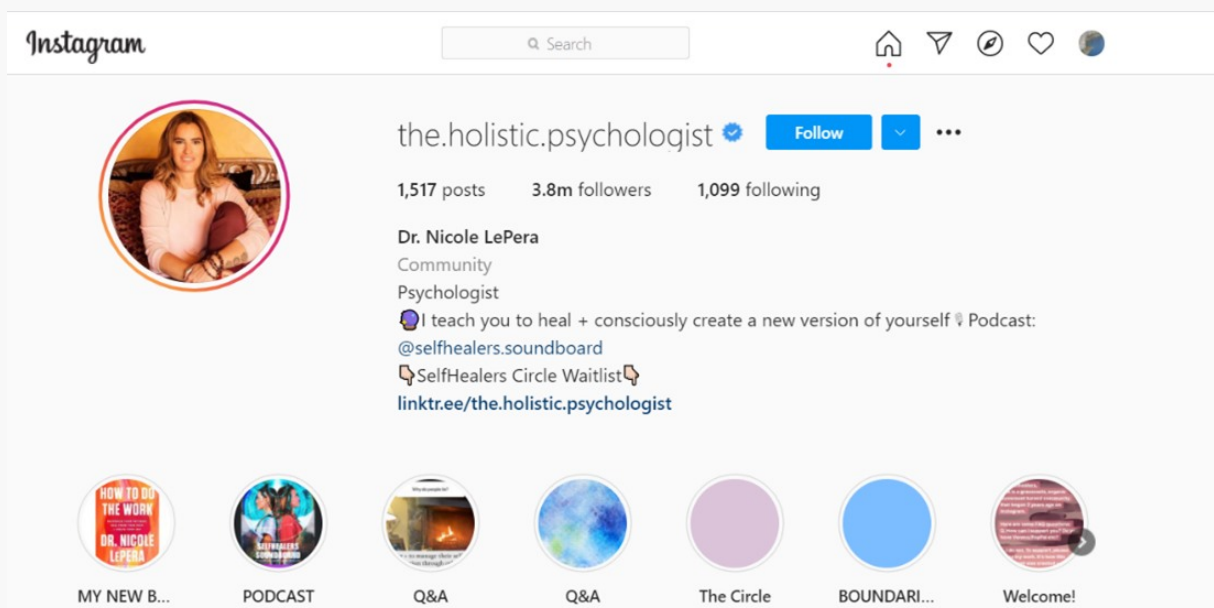 Instagram
Search
the.holistic.psychologist
Follow
1,517 posts 3.8m followers 1,099 following
Dr. Nicole LePera
Community
Psychologist
🔮I teach you to heal + consciously create a new version of yourself🎙Podcast:
@selfhealers.soundboard
👇🏻SelfHealers Circle Waitlist👇🏻
linktr.ee/the.holistic.psychologist
HOW TO DO
THE WORK
DR. NICOLE
LEPERA
SELFHEALERS
SOUNDBOARD
MY NEW B...
PODCAST
Q&A
Q&A
The Circle
BOUNDARI...
Welcome!